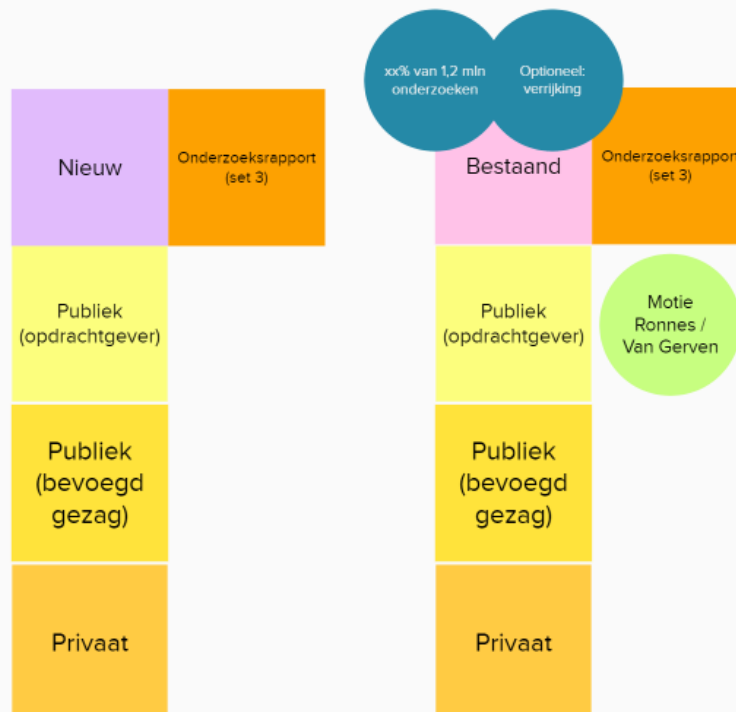 xx% van 1,2 mln
onderzoeken
Optioneel:
verrijking
Nieuw
Onderzoeksrapport
(set 3)
Bestaand
Onderzoeksrapport
(set 3)
Publiek
(opdrachtgever)
Publiek
(opdrachtgever)
Motie
Ronnes /
Van Gerven
Publiek
(bevoegd
gezag)
Publiek
(bevoegd
gezag)
Privaat
Privaat